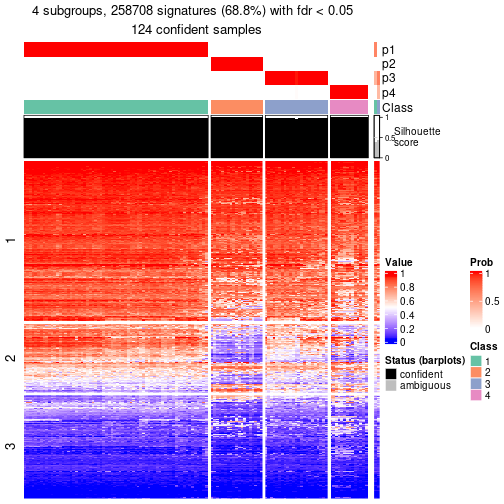 4 subgroups, 258708 signatures (68.8%) with fdr < 0.05
124 confident samples
p1
p2
p3
p4
Class
1
0.5
0
Silhouette
score
1
2
3
Value
1
0.8
0.6
0.4
0.2
0
Status (barplots)
confident
ambiguous
Prob
1
0.5
0
Class
1
2
3
4